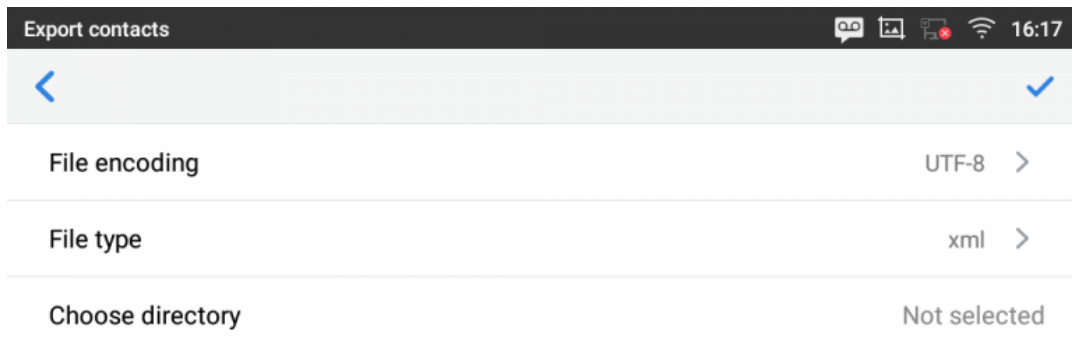 Export contacts 16:17
File encoding UTF-8
File type xml
Choose directory Not selected